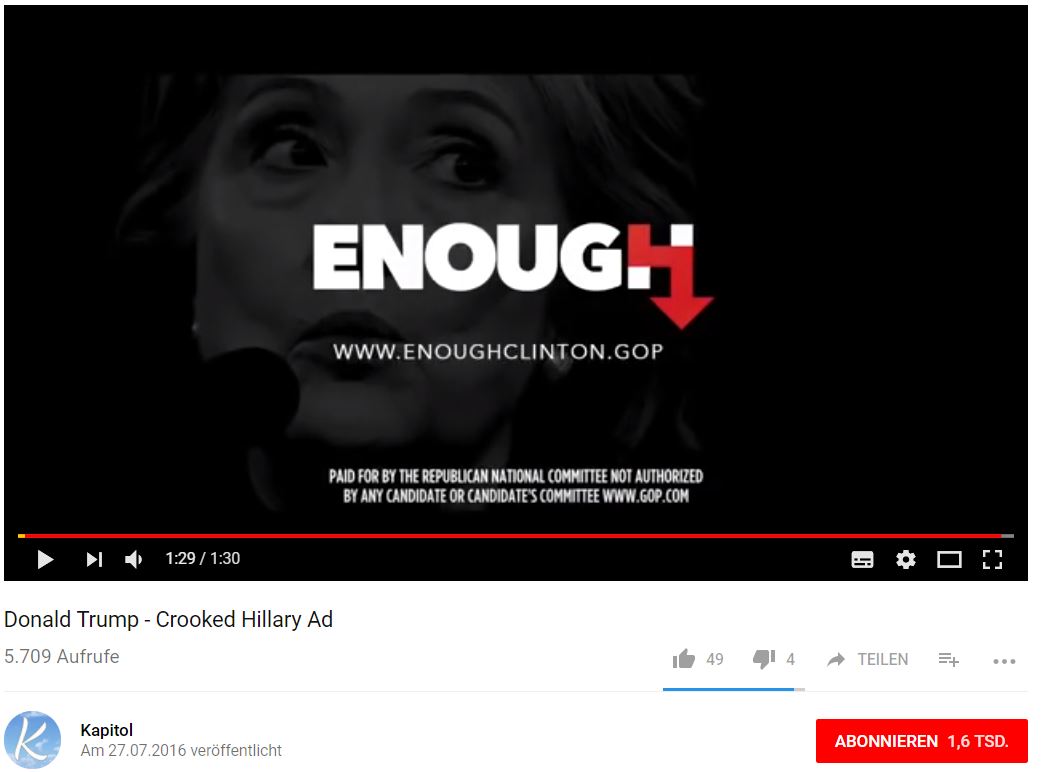 ENOUGH
WWW.ENOUGHCLINTON.GOP
PAID FOR BY THE REPUBLICAN NATIONAL COMMITTEE NOT AUTHORIZED
BY ANY CANDIDATE OR CANDIDATE'S COMMITTEE WWW.GOP.COM
1:29 / 1:30
Donald Trump - Crooked Hillary Ad
5.709 Aufrufe
49 4 TEILEN
K
Kapitol
Am 27.07.2016 veröffentlicht
ABONNIEREN 1,6 TSD.